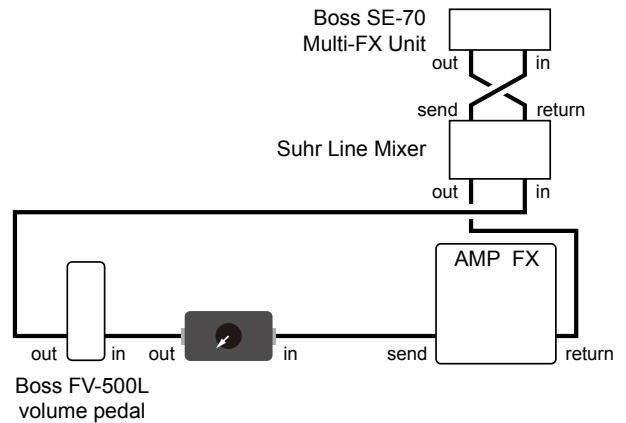 Boss SE-70
Multi-FX Unit
out in
send return
Suhr Line Mixer
out in
AMP FX
out in out in send return
Boss FV-500L
volume pedal